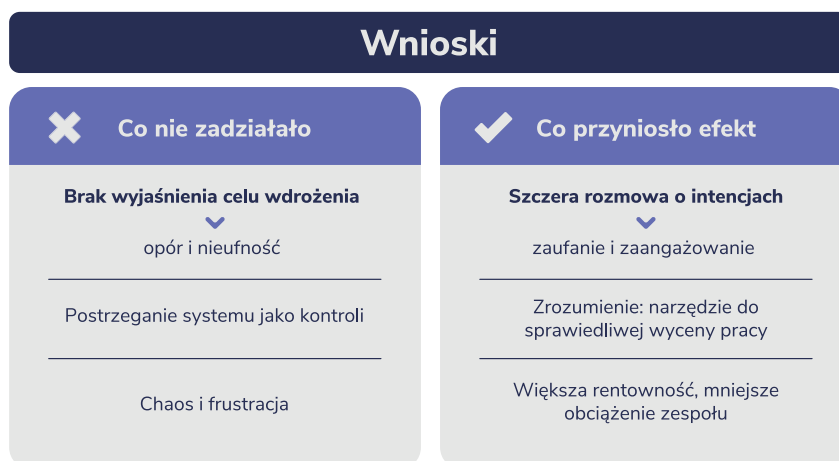 Wnioski
Co nie zadziałało
Brak wyjaśnienia celu wdrożenia
opór i nieufność
Postrzeganie systemu jako kontroli
Chaos i frustracja
Co przyniosło efekt
Szczera rozmowa o intencjach
zaufanie i zaangażowanie
Zrozumienie: narzędzie do
sprawiedliwej wyceny pracy
Większa rentowność, mniejsze
obciążenie zespołu